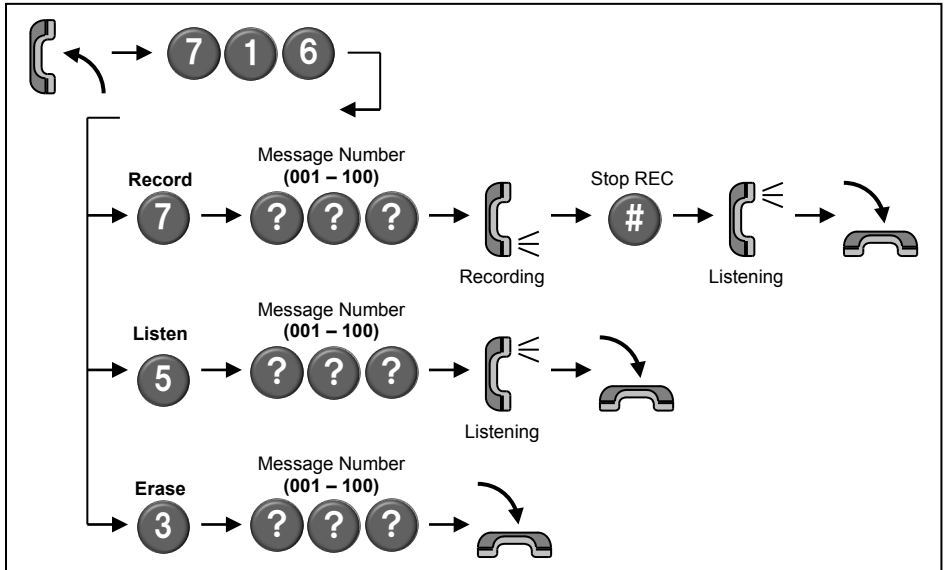 7 1 6
Message Number
(001 – 100)
Record
7 ? ? ?
Recording
Stop REC
#
Listening
Message Number
(001 – 100)
Listen
5 ? ? ?
Listening
Message Number
(001 – 100)
Erase
3 ? ? ?